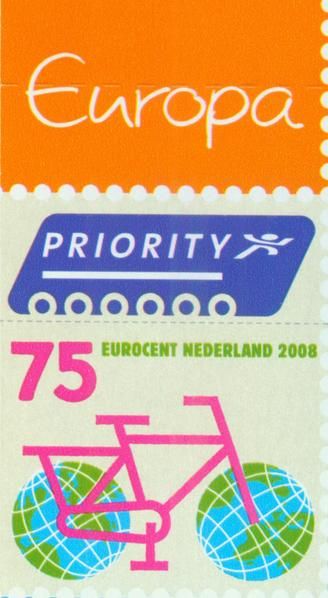 Europa
PRIORITY
75 EUROCENT NEDERLAND 2008